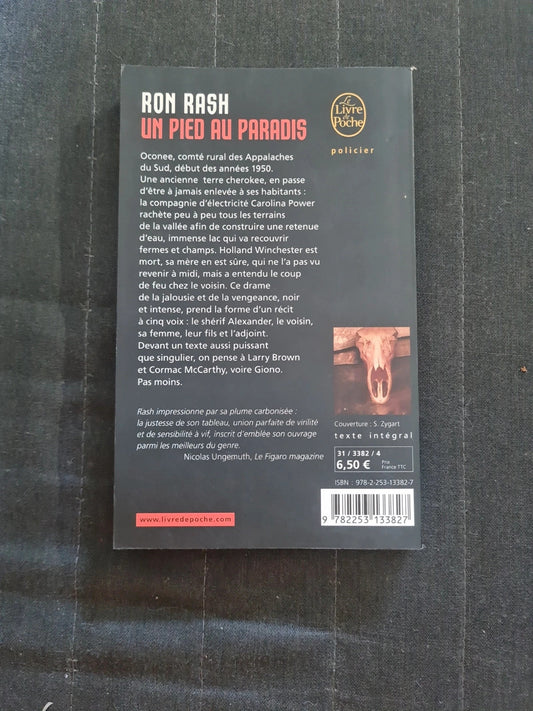 RON RASH
UN PIED AU PARADIS
Le
Livre
de
Poche
policier
Oconee, comté rural des Appalaches
du Sud, début des années 1950.
Une ancienne terre cherokee, en passe
d'être à jamais enlevée à ses habitants :
la compagnie d'électricité Carolina Power
rachète peu à peu tous les terrains
de la vallée afin de construire une retenue
d'eau, immense lac qui va recouvrir
fermes et champs. Holland Winchester est
mort, sa mère en est sûre, qui ne l'a pas vu
revenir à midi, mais a entendu le coup
de feu chez le voisin. Ce drame
de la jalousie et de la vengeance, noir
et intense, prend la forme d'un récit
à cinq voix : le shérif Alexander, le voisin,
sa femme, leur fils et l'adjoint.
Devant un texte aussi puissant
que singulier, on pense à Larry Brown
et Cormac McCarthy, voire Giono.
Pas moins.
Rash impressionne par sa plume carbonisée :
la justesse de son tableau, union parfaite de virilité
et de sensibilité à vif, inscrit d'emblée son ouvrage
parmi les meilleurs du genre.
Nicolas Ungemuth, Le Figaro magazine
www.livredepoche.com
Couverture : S. Zygart
texte intégral
31 / 3382 / 4
6,50 € Prix
France TTC
ISBN : 978-2-253-13382-7
9 782253 133827